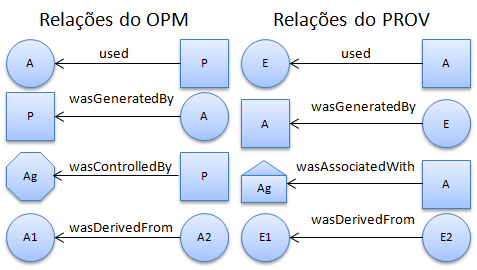 Relações do OPM
A used P
P wasGeneratedBy A
Ag wasControlledBy P
A1 wasDerivedFrom A2
Relações do PROV
E used A
A wasGeneratedBy E
Ag wasAssociatedWith A
E1 wasDerivedFrom E2